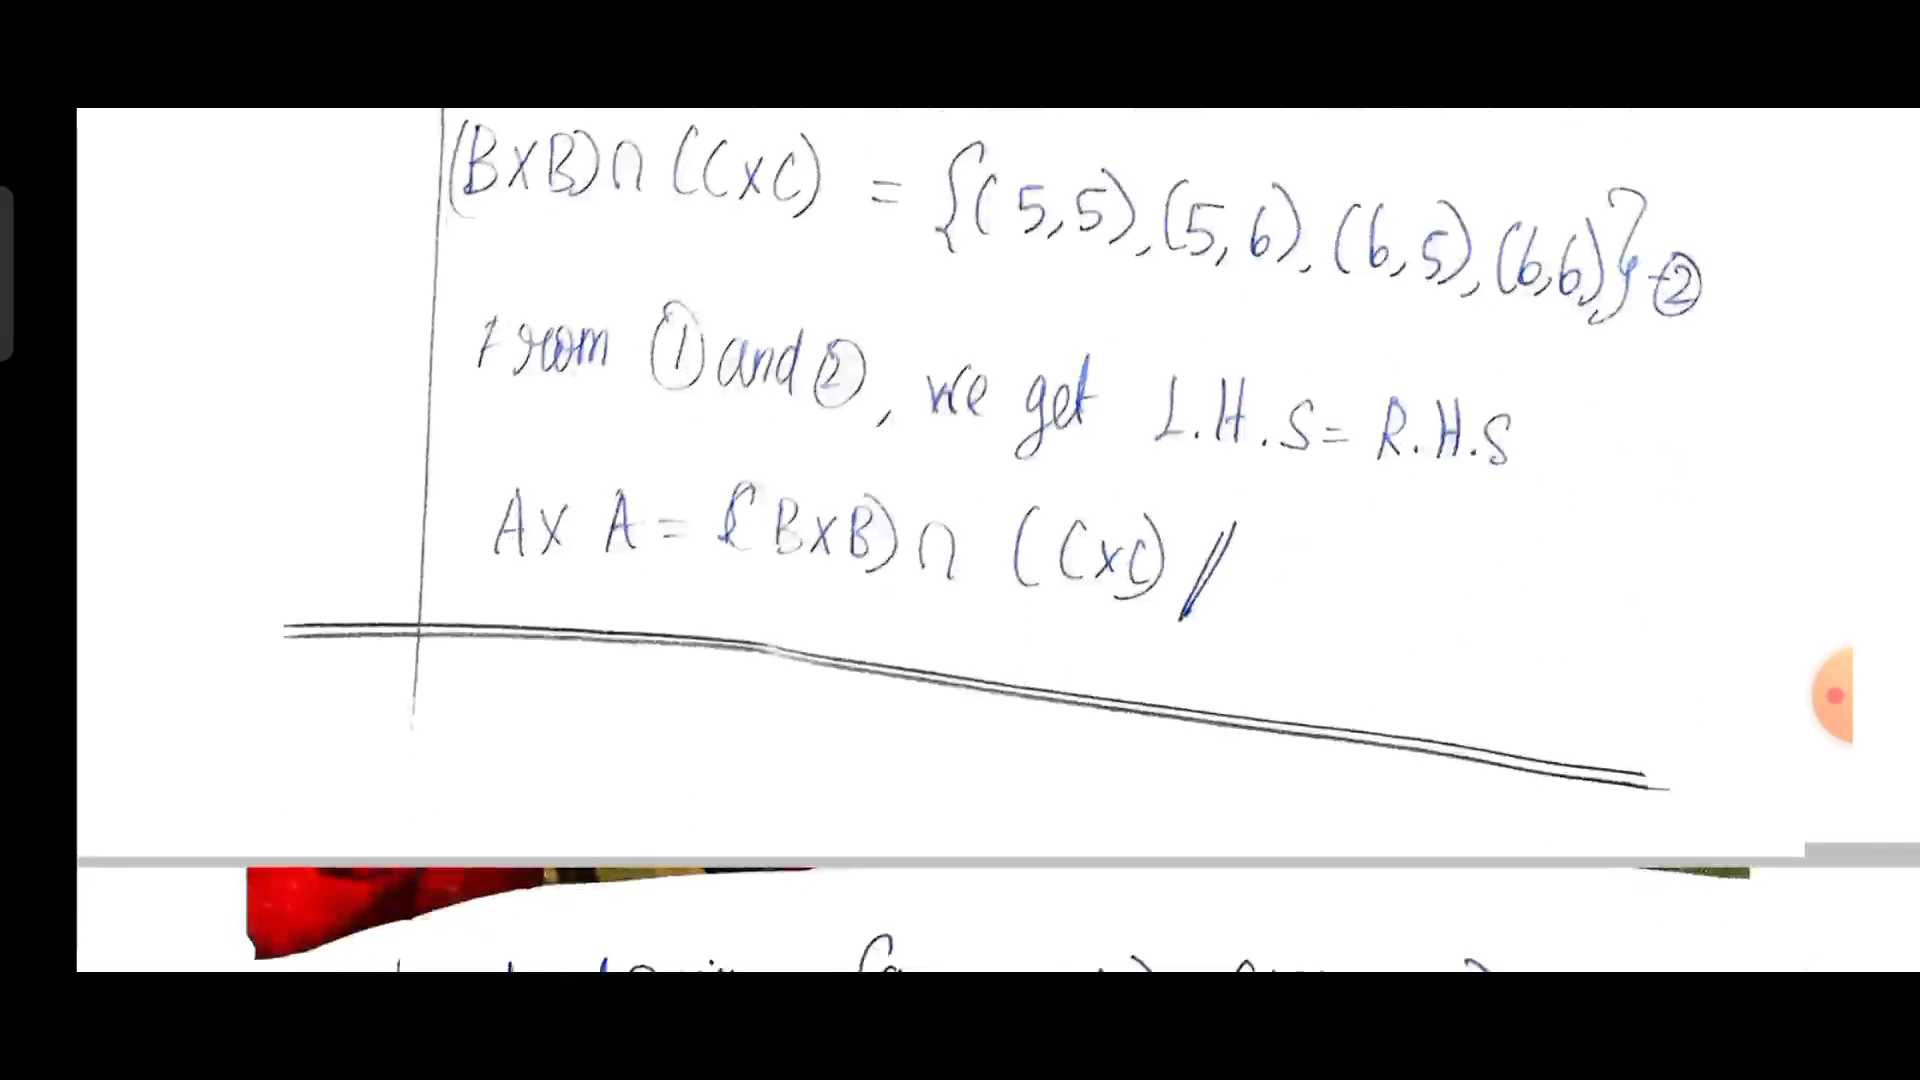 (B×B)∩(C×C) = {(5,5),(5,6),(6,5),(6,6)} -②
From ① and ②, we get L.H.S = R.H.S
A× A = (B×B)∩ (C×C) //